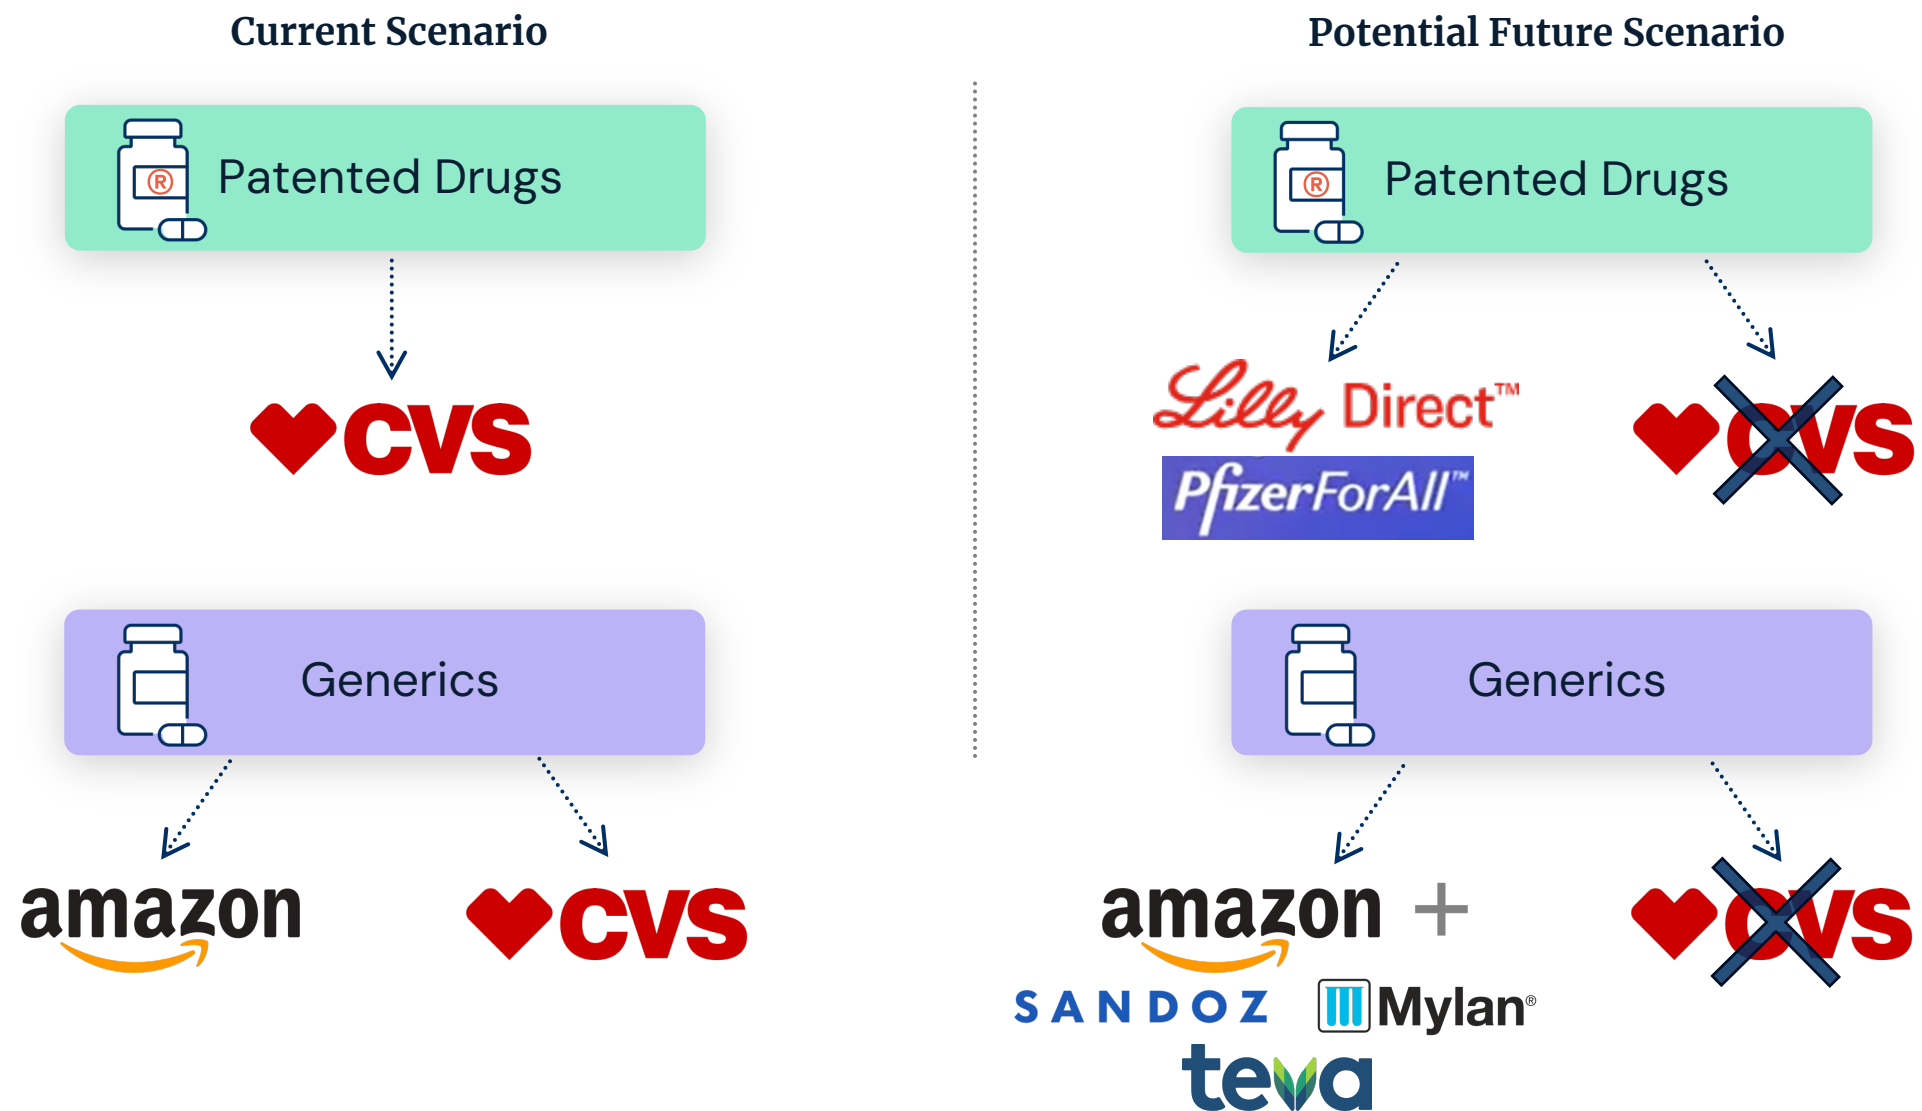 Current Scenario
Potential Future Scenario
® Patented Drugs
® Patented Drugs
CVS
Lilly Direct™
CVS
PfizerForAll™
Generics
Generics
amazon
CVS
amazon +
CVS
SANDOZ
Mylan®
teva